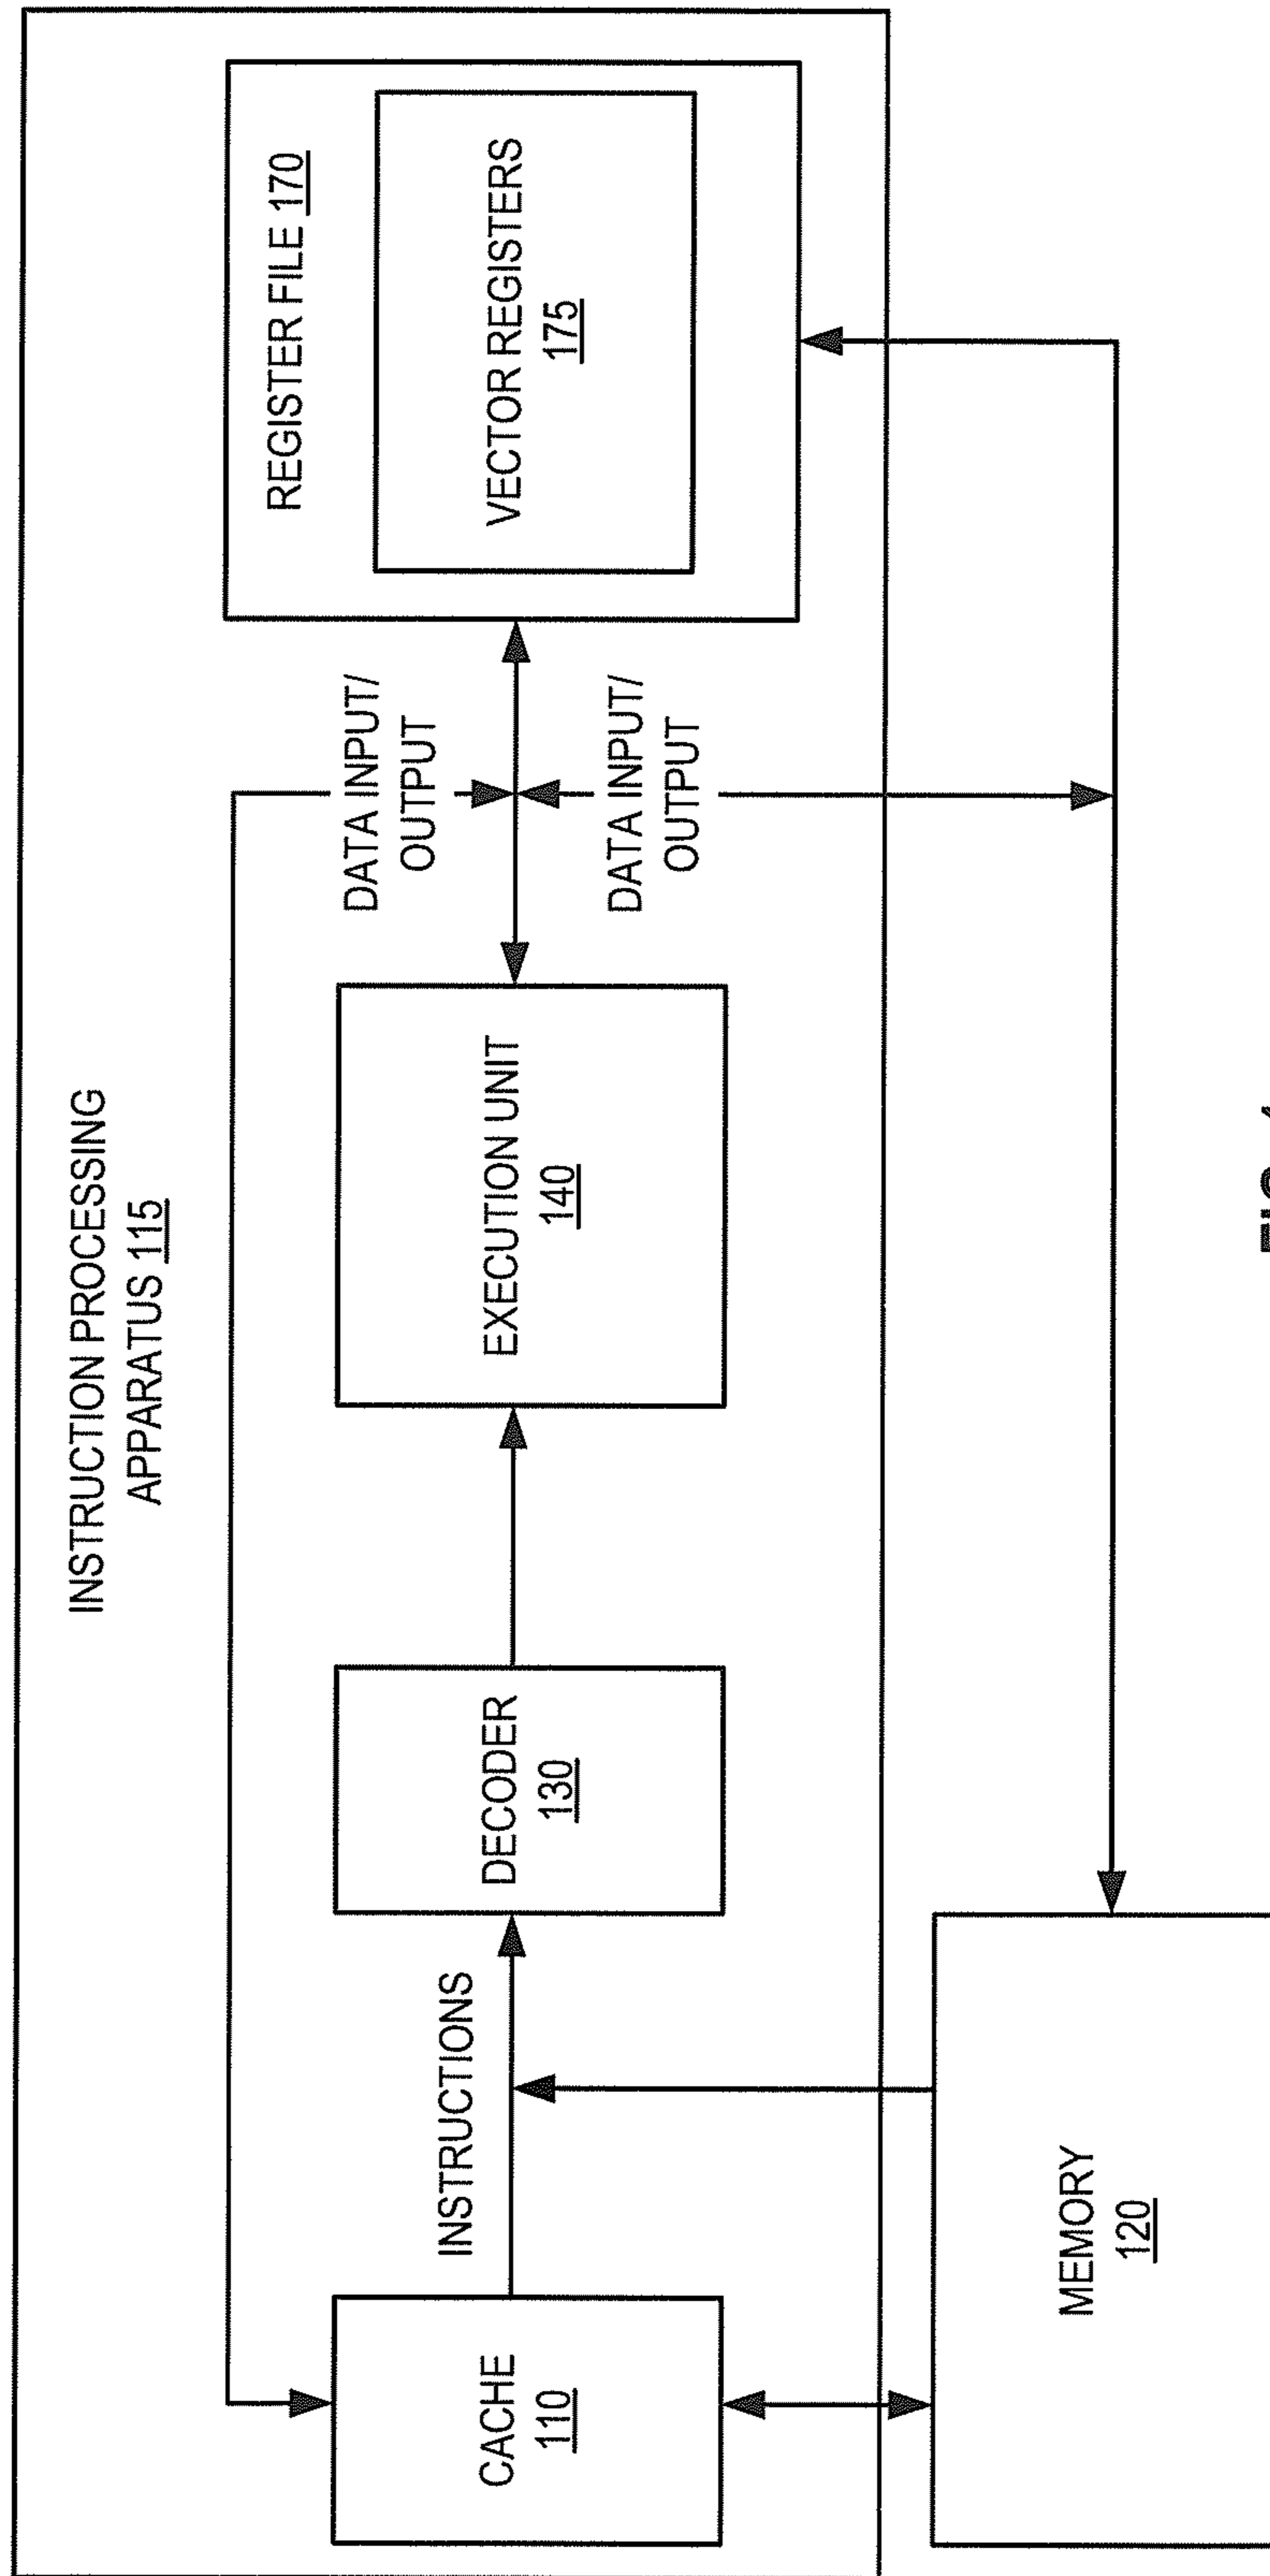 INSTRUCTION PROCESSING
APPARATUS 115
CACHE
110
INSTRUCTIONS
DECODER
130
EXECUTION UNIT
140
DATA INPUT/
OUTPUT
DATA INPUT/
OUTPUT
REGISTER FILE 170
VECTOR REGISTERS
175
MEMORY
120